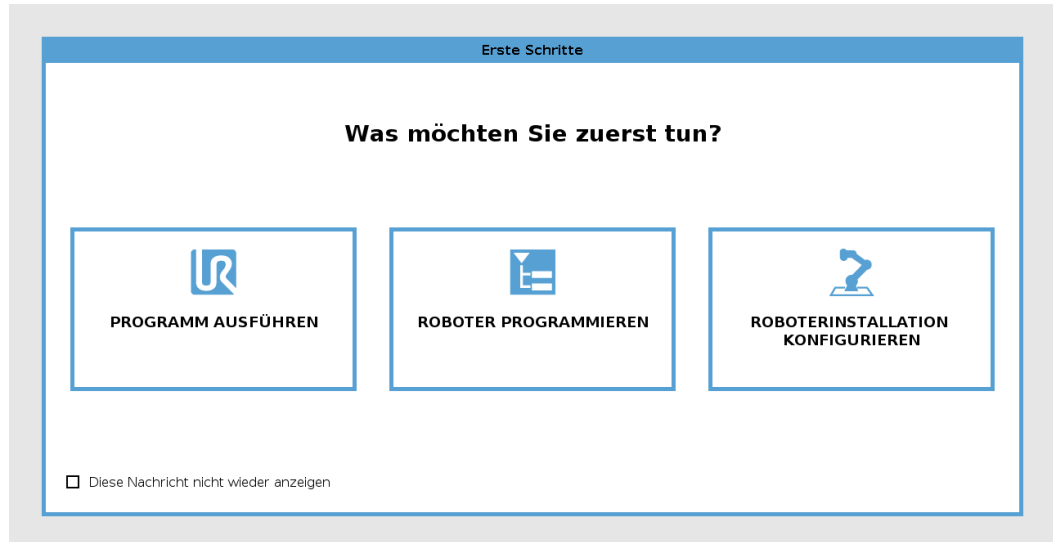 Erste Schritte
Was möchten Sie zuerst tun?
PROGRAMM AUSFÜHREN
ROBOTER PROGRAMMIEREN
ROBOTERINSTALLATION
KONFIGURIEREN
Diese Nachricht nicht wieder anzeigen